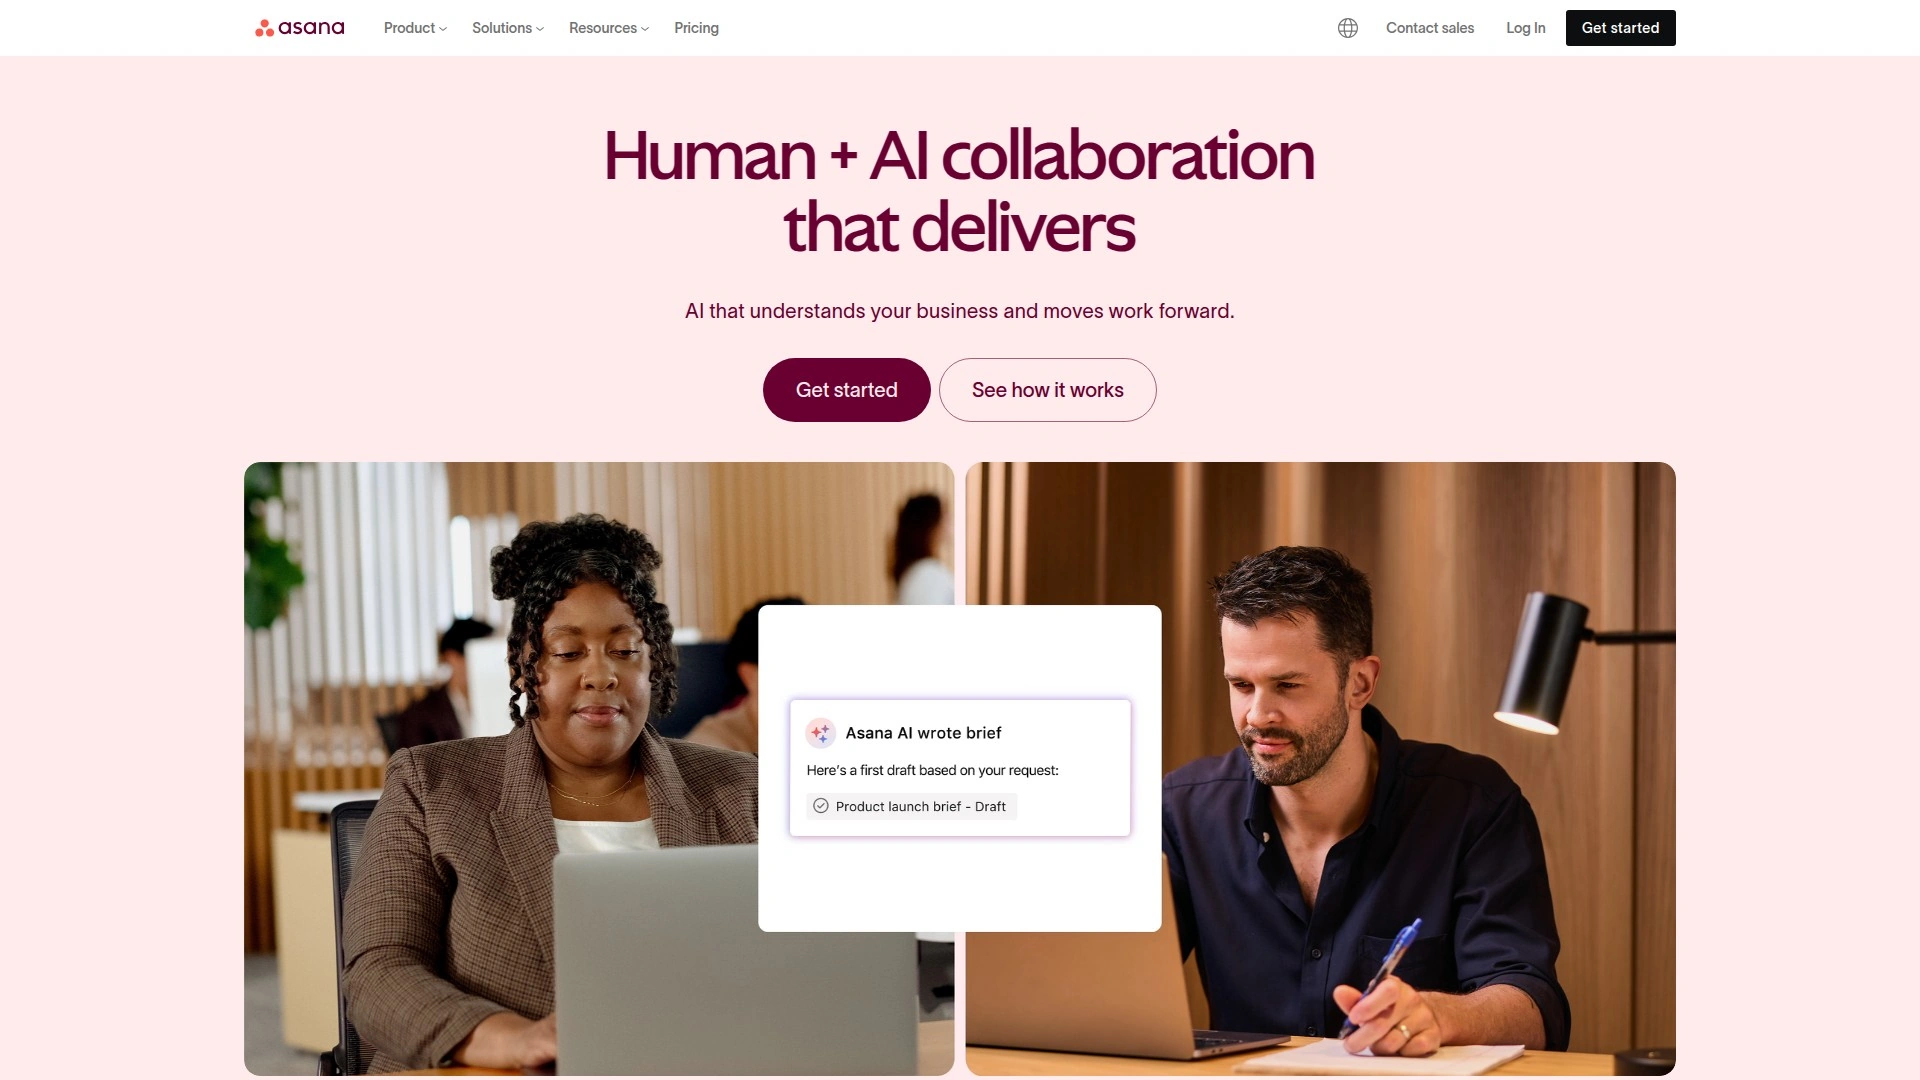 asana
Product
Solutions
Resources
Pricing
Contact sales
Log In
Get started
Human + AI collaboration
that delivers
AI that understands your business and moves work forward.
Get started
See how it works
Asana AI wrote brief
Here's a first draft based on your request:
Product launch brief - Draft